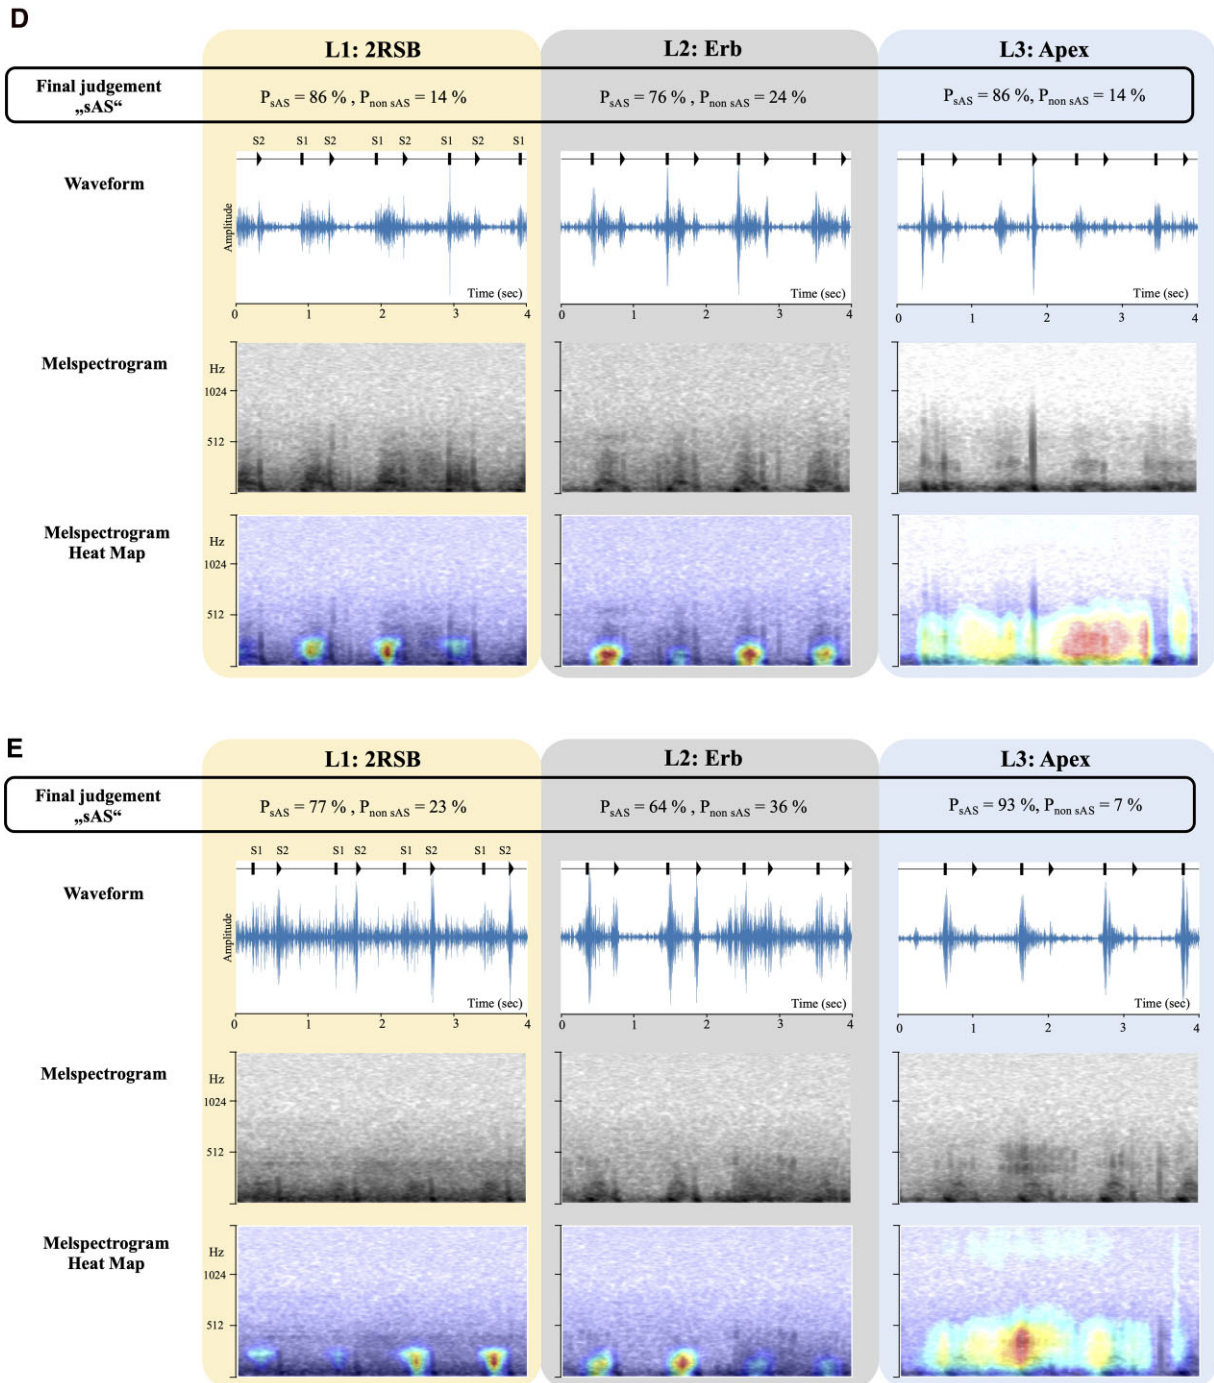 D
L1: 2RSB
L2: Erb
L3: Apex
Final judgement
„sAS“
PsAS = 86 % , Pnon sAS = 14 %
PsAS = 76 % , Pnon sAS = 24 %
PsAS = 86 %, Pnon sAS = 14 %
S2 S1 S2 S1 S2 S1 S2 S1
Waveform
Amplitude
Time (sec)
Time (sec)
Time (sec)
0 1 2 3 4
0 1 2 3 4
0 1 2 3 4
Melspectrogram
Hz
1024
512
Melspectrogram
Heat Map
Hz
1024
512
E
L1: 2RSB
L2: Erb
L3: Apex
Final judgement
„sAS“
PsAS = 77 % , Pnon sAS = 23 %
PsAS = 64 % , Pnon sAS = 36 %
PsAS = 93 %, Pnon sAS = 7 %
S1 S2 S1 S2 S1 S2 S1 S2
Waveform
Amplitude
Time (sec)
Time (sec)
Time (sec)
0 1 2 3 4
0 1 2 3 4
0 1 2 3 4
Melspectrogram
Hz
1024
512
Melspectrogram
Heat Map
Hz
1024
512